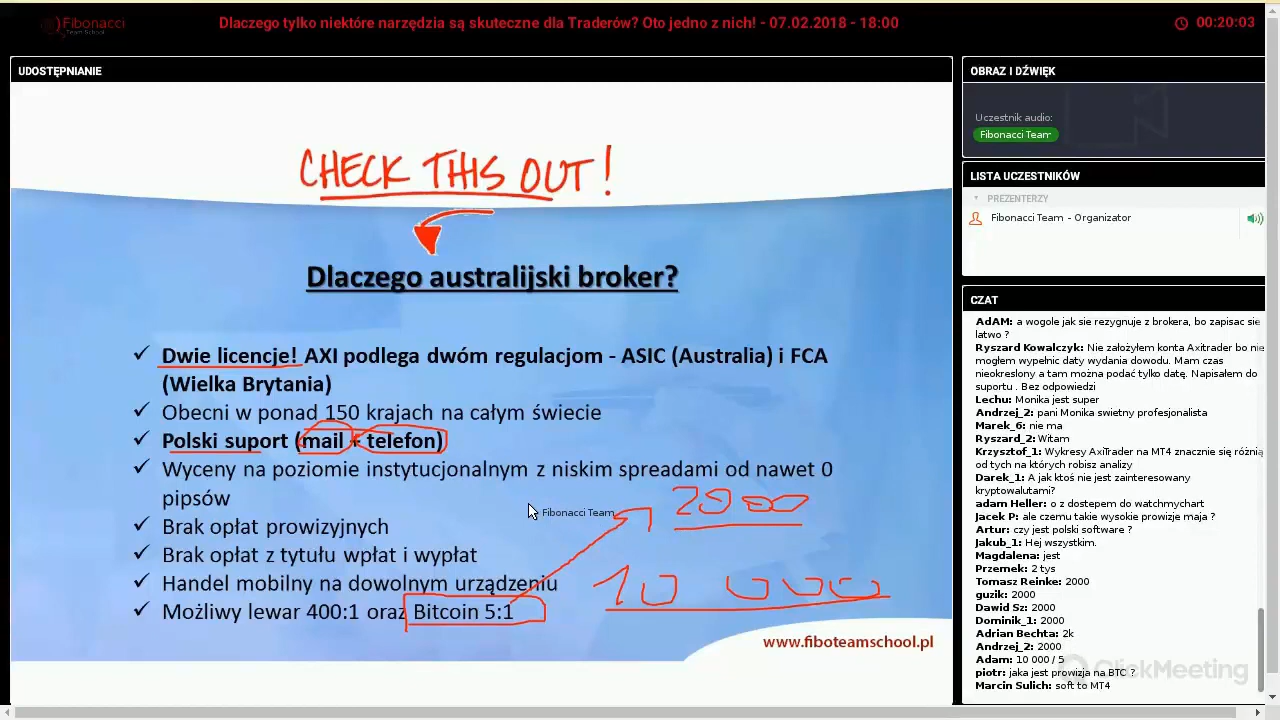 Fibonacci
Team School
Dlaczego tylko niektóre narzędzia są skuteczne dla Traderów? Oto jedno z nich! - 07.02.2018 - 18:00
00:20:03
UDOSTĘPNIANIE
CHECK THIS OUT!
Dlaczego australijski broker?
✓ Dwie licencje! AXI podlega dwóm regulacjom - ASIC (Australia) i FCA
(Wielka Brytania)
✓ Obecni w ponad 150 krajach na całym świecie
✓ Polski suport (mail + telefon)
✓ Wyceny na poziomie instytucjonalnym z niskim spreadami od nawet 0
pipsów
✓ Brak opłat prowizyjnych
✓ Brak opłat z tytułu wpłat i wypłat
✓ Handel mobilny na dowolnym urządzeniu
✓ Możliwy lewar 400:1 oraz Bitcoin 5:1
Fibonacci Team
2000
10 000
www.fiboteamschool.pl
OBRAZ I DŹWIĘK
Uczestnik audio:
Fibonacci Team
LISTA UCZESTNIKÓW
PREZENTERZY
Fibonacci Team - Organizator
CZAT
AdAM: a wogole jak sie rezygnuje z brokera, bo zapisac sie
łatwo ?
Ryszard Kowalczyk: Nie założyłem konta Axitrader bo nie
mogłem wypełnic daty wydania dowodu. Mam czas
nieokreslony a tam można podać tylko datę. Napisałem do
suportu . Bez odpowiedzi
Lechu: Monika jest super
Andrzej_2: pani Monika swietny profesjonalista
Marek_6: nie ma
Ryszard_2: Witam
Krzysztof_1: Wykresy AxiTrader na MT4 znacznie się różnią
od tych na których robisz analizy
Darek_1: A jak ktoś nie jest zainteresowany
kryptowalutami?
adam Heller: o z dostepem do watchmychart
Jacek P: ale czemu takie wysokie prowizje maja ?
Artur: czy jest polski software ?
Jakub_1: Hej wszystkim.
Magdalena: jest
Przemek: 2 tys
Tomasz Reinke: 2000
guzik: 2000
Dawid Sz: 2000
Dominik_1: 2000
Adrian Bechta: 2k
Andrzej_2: 2000
Adam: 10 000 / 5
piotr: jaka jest prowizja na BTC ?
Marcin Sulich: soft to MT4
ClickMeeting